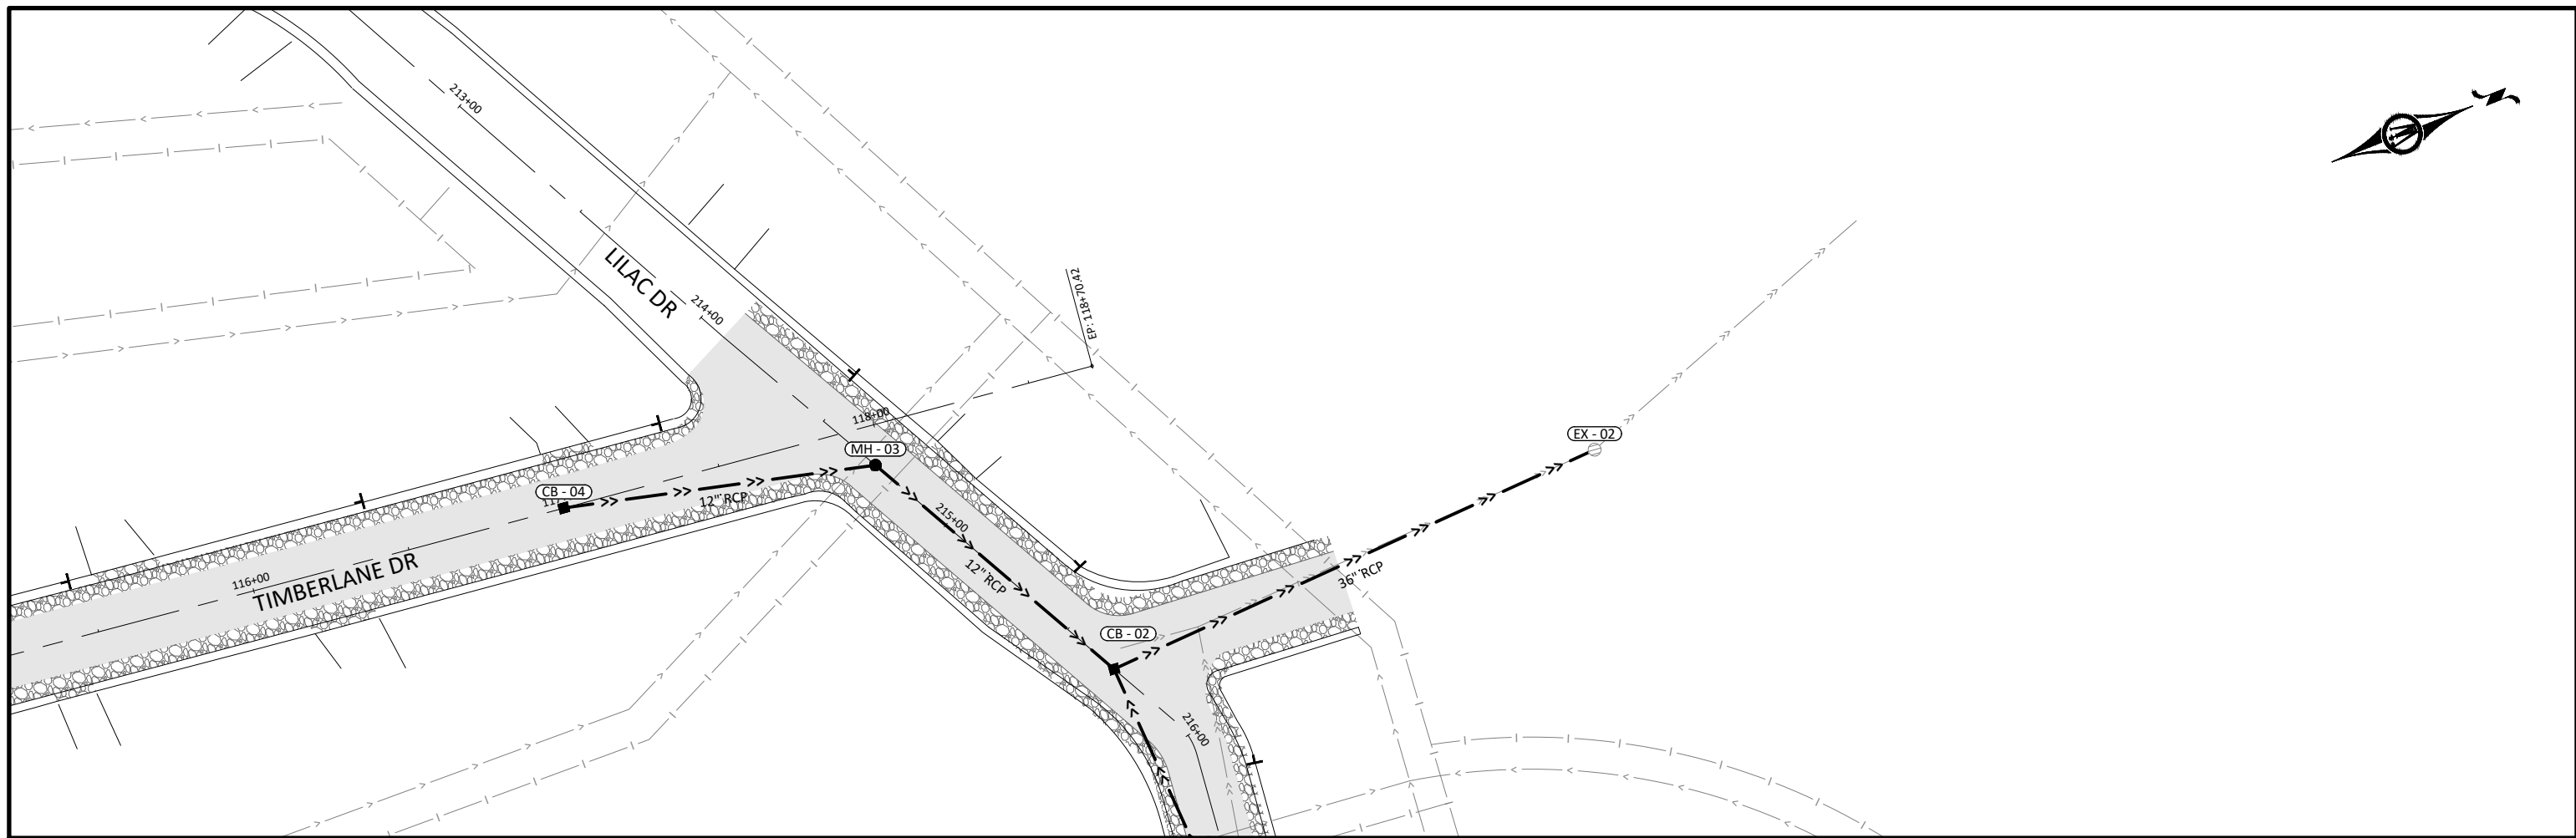 213+00
LILAC DR
214+00
EP: 118+70.42
118+00
MH - 03
EX - 02
CB - 04
12" RCP
215+00
116+00
TIMBERLANE DR
12" RCP
36" RCP
CB - 02
216+00